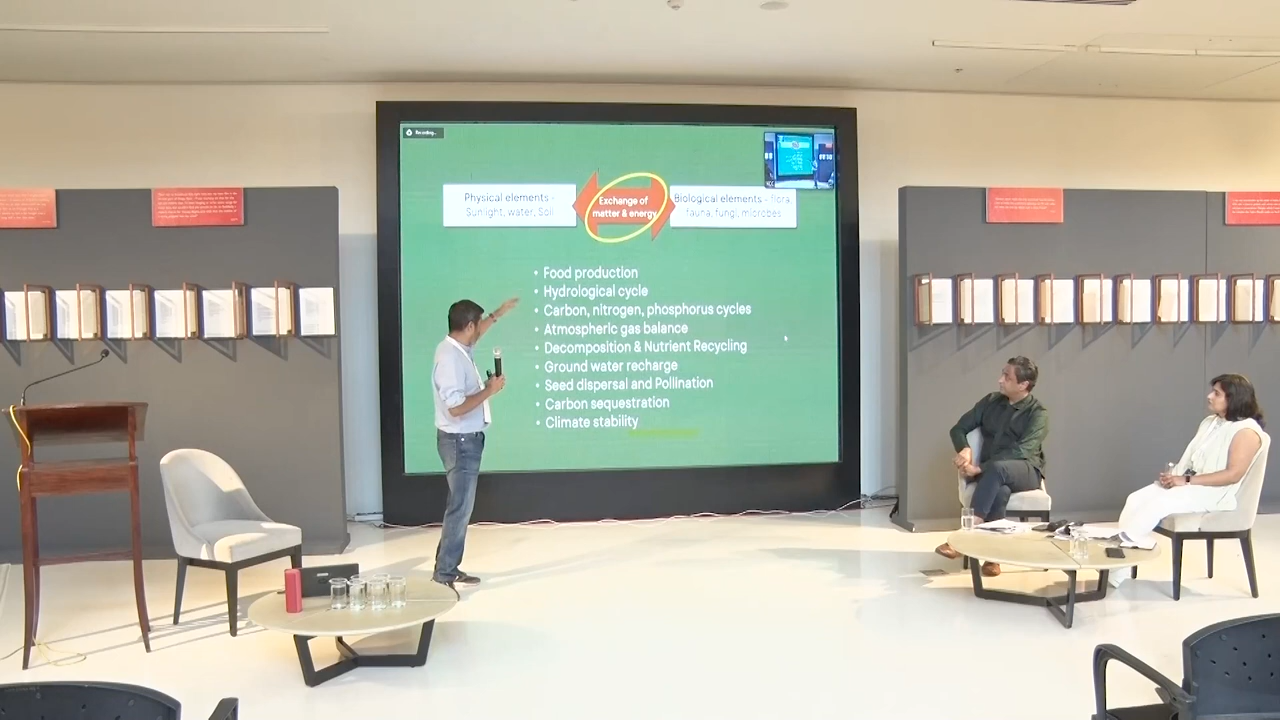 Recording...
Physical elements -
Sunlight, water, Soil
Exchange of
matter & energy
Biological elements - flora,
fauna, fungi, microbes
• Food production
• Hydrological cycle
• Carbon, nitrogen, phosphorus cycles
• Atmospheric gas balance
• Decomposition & Nutrient Recycling
• Ground water recharge
• Seed dispersal and Pollination
• Carbon sequestration
• Climate stability